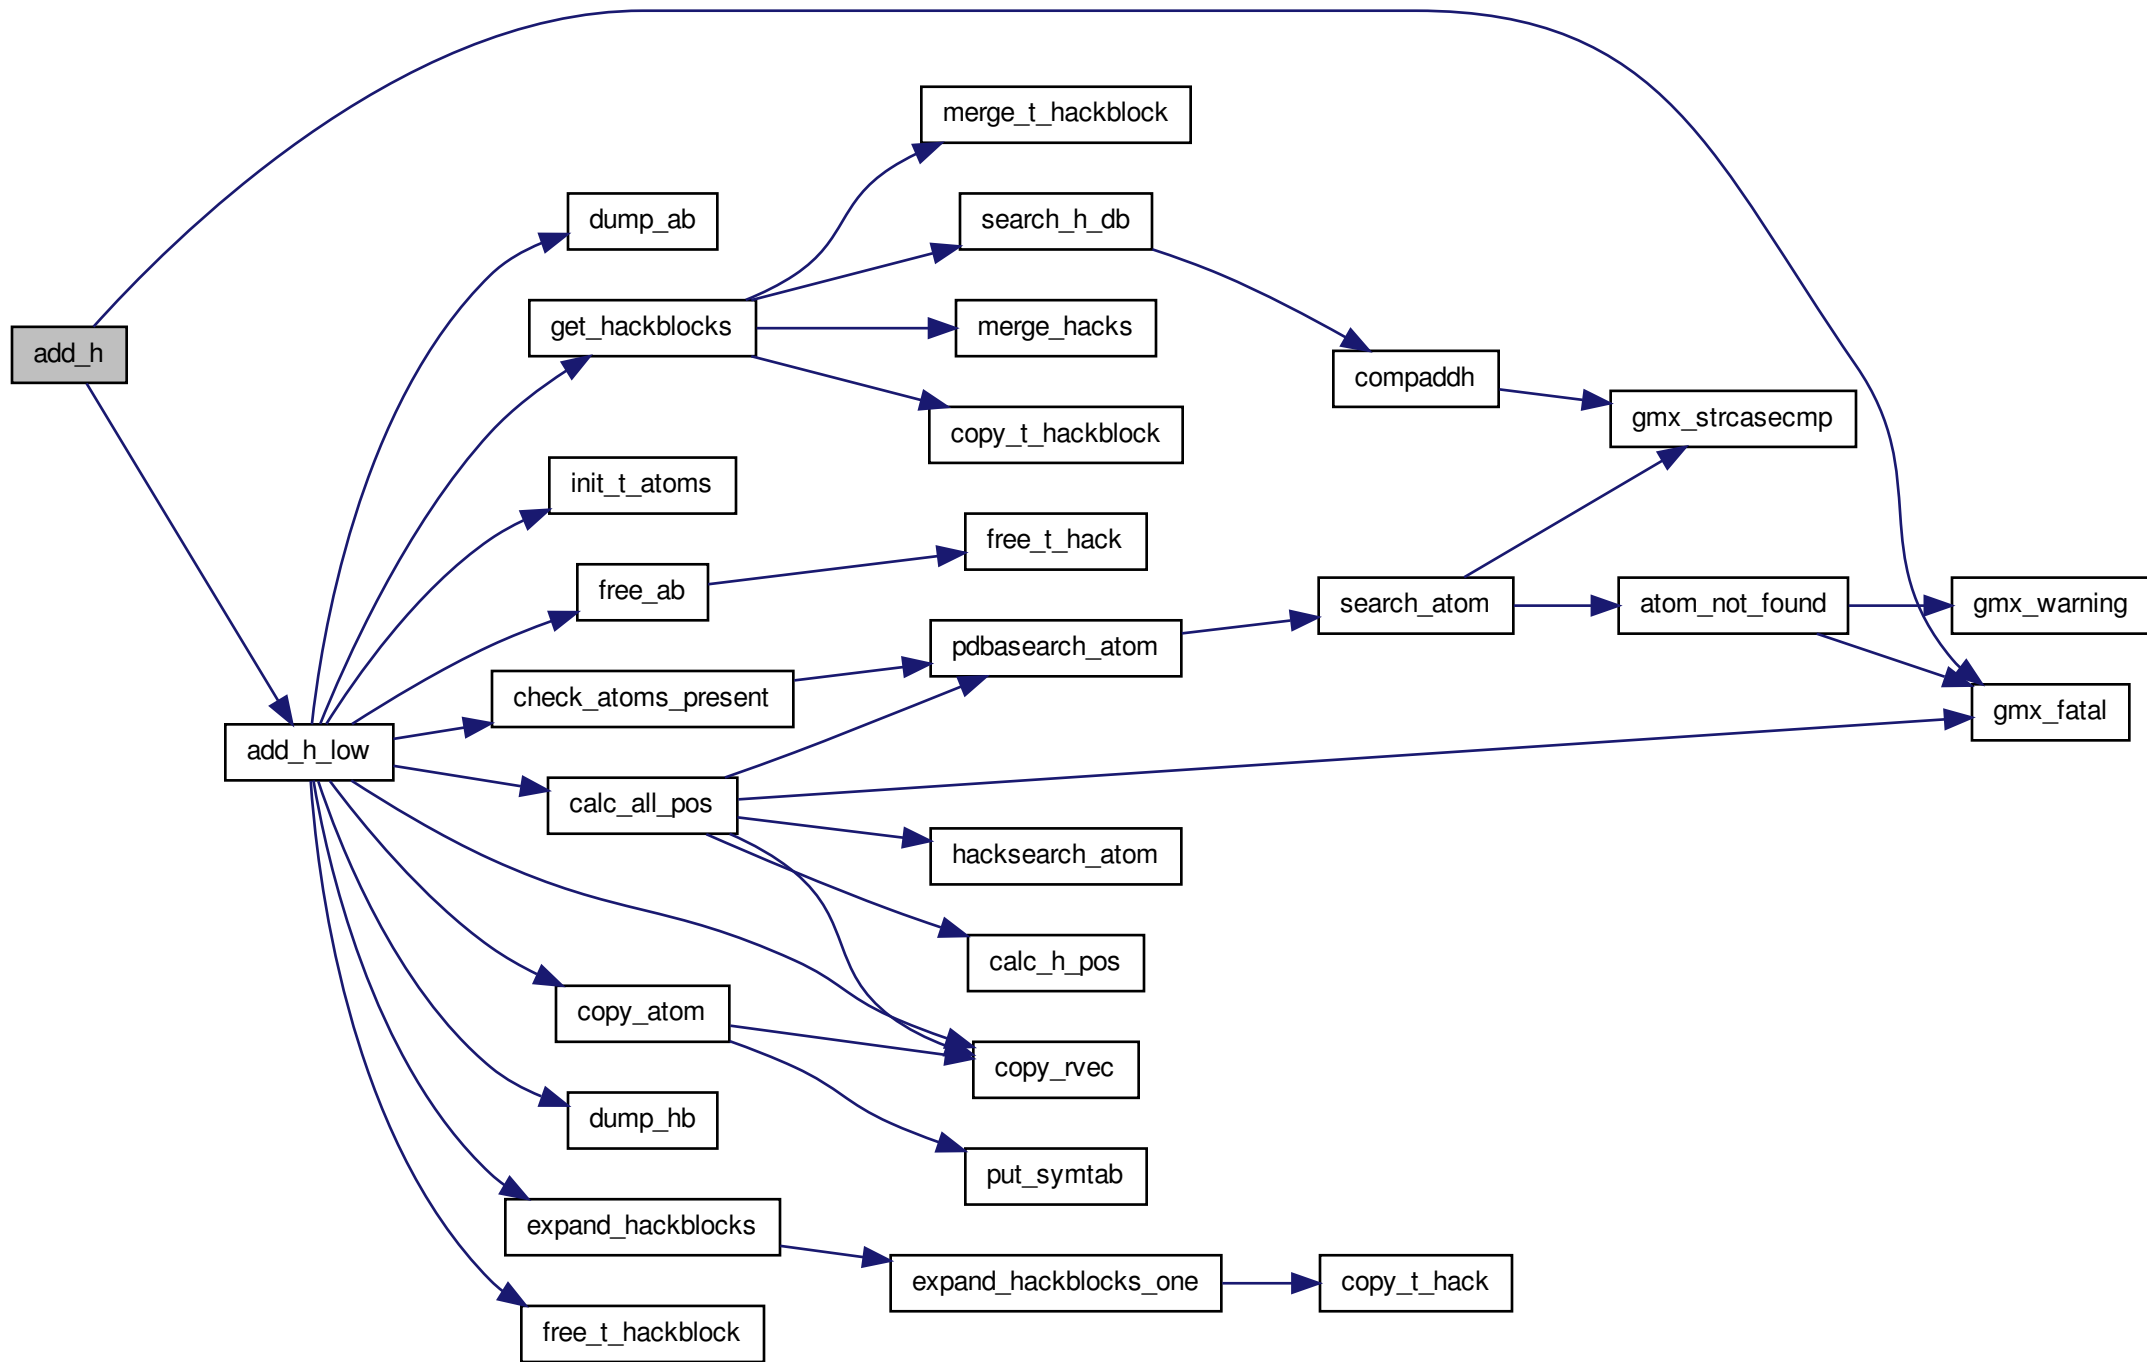 merge_t_hackblock
dump_ab
search_h_db
add_h
get_hackblocks
merge_hacks
compaddh
copy_t_hackblock
gmx_strcasecmp
init_t_atoms
free_t_hack
free_ab
search_atom
atom_not_found
gmx_warning
pdbasearch_atom
check_atoms_present
gmx_fatal
add_h_low
calc_all_pos
hacksearch_atom
calc_h_pos
copy_atom
copy_rvec
dump_hb
put_symtab
expand_hackblocks
expand_hackblocks_one
copy_t_hack
free_t_hackblock